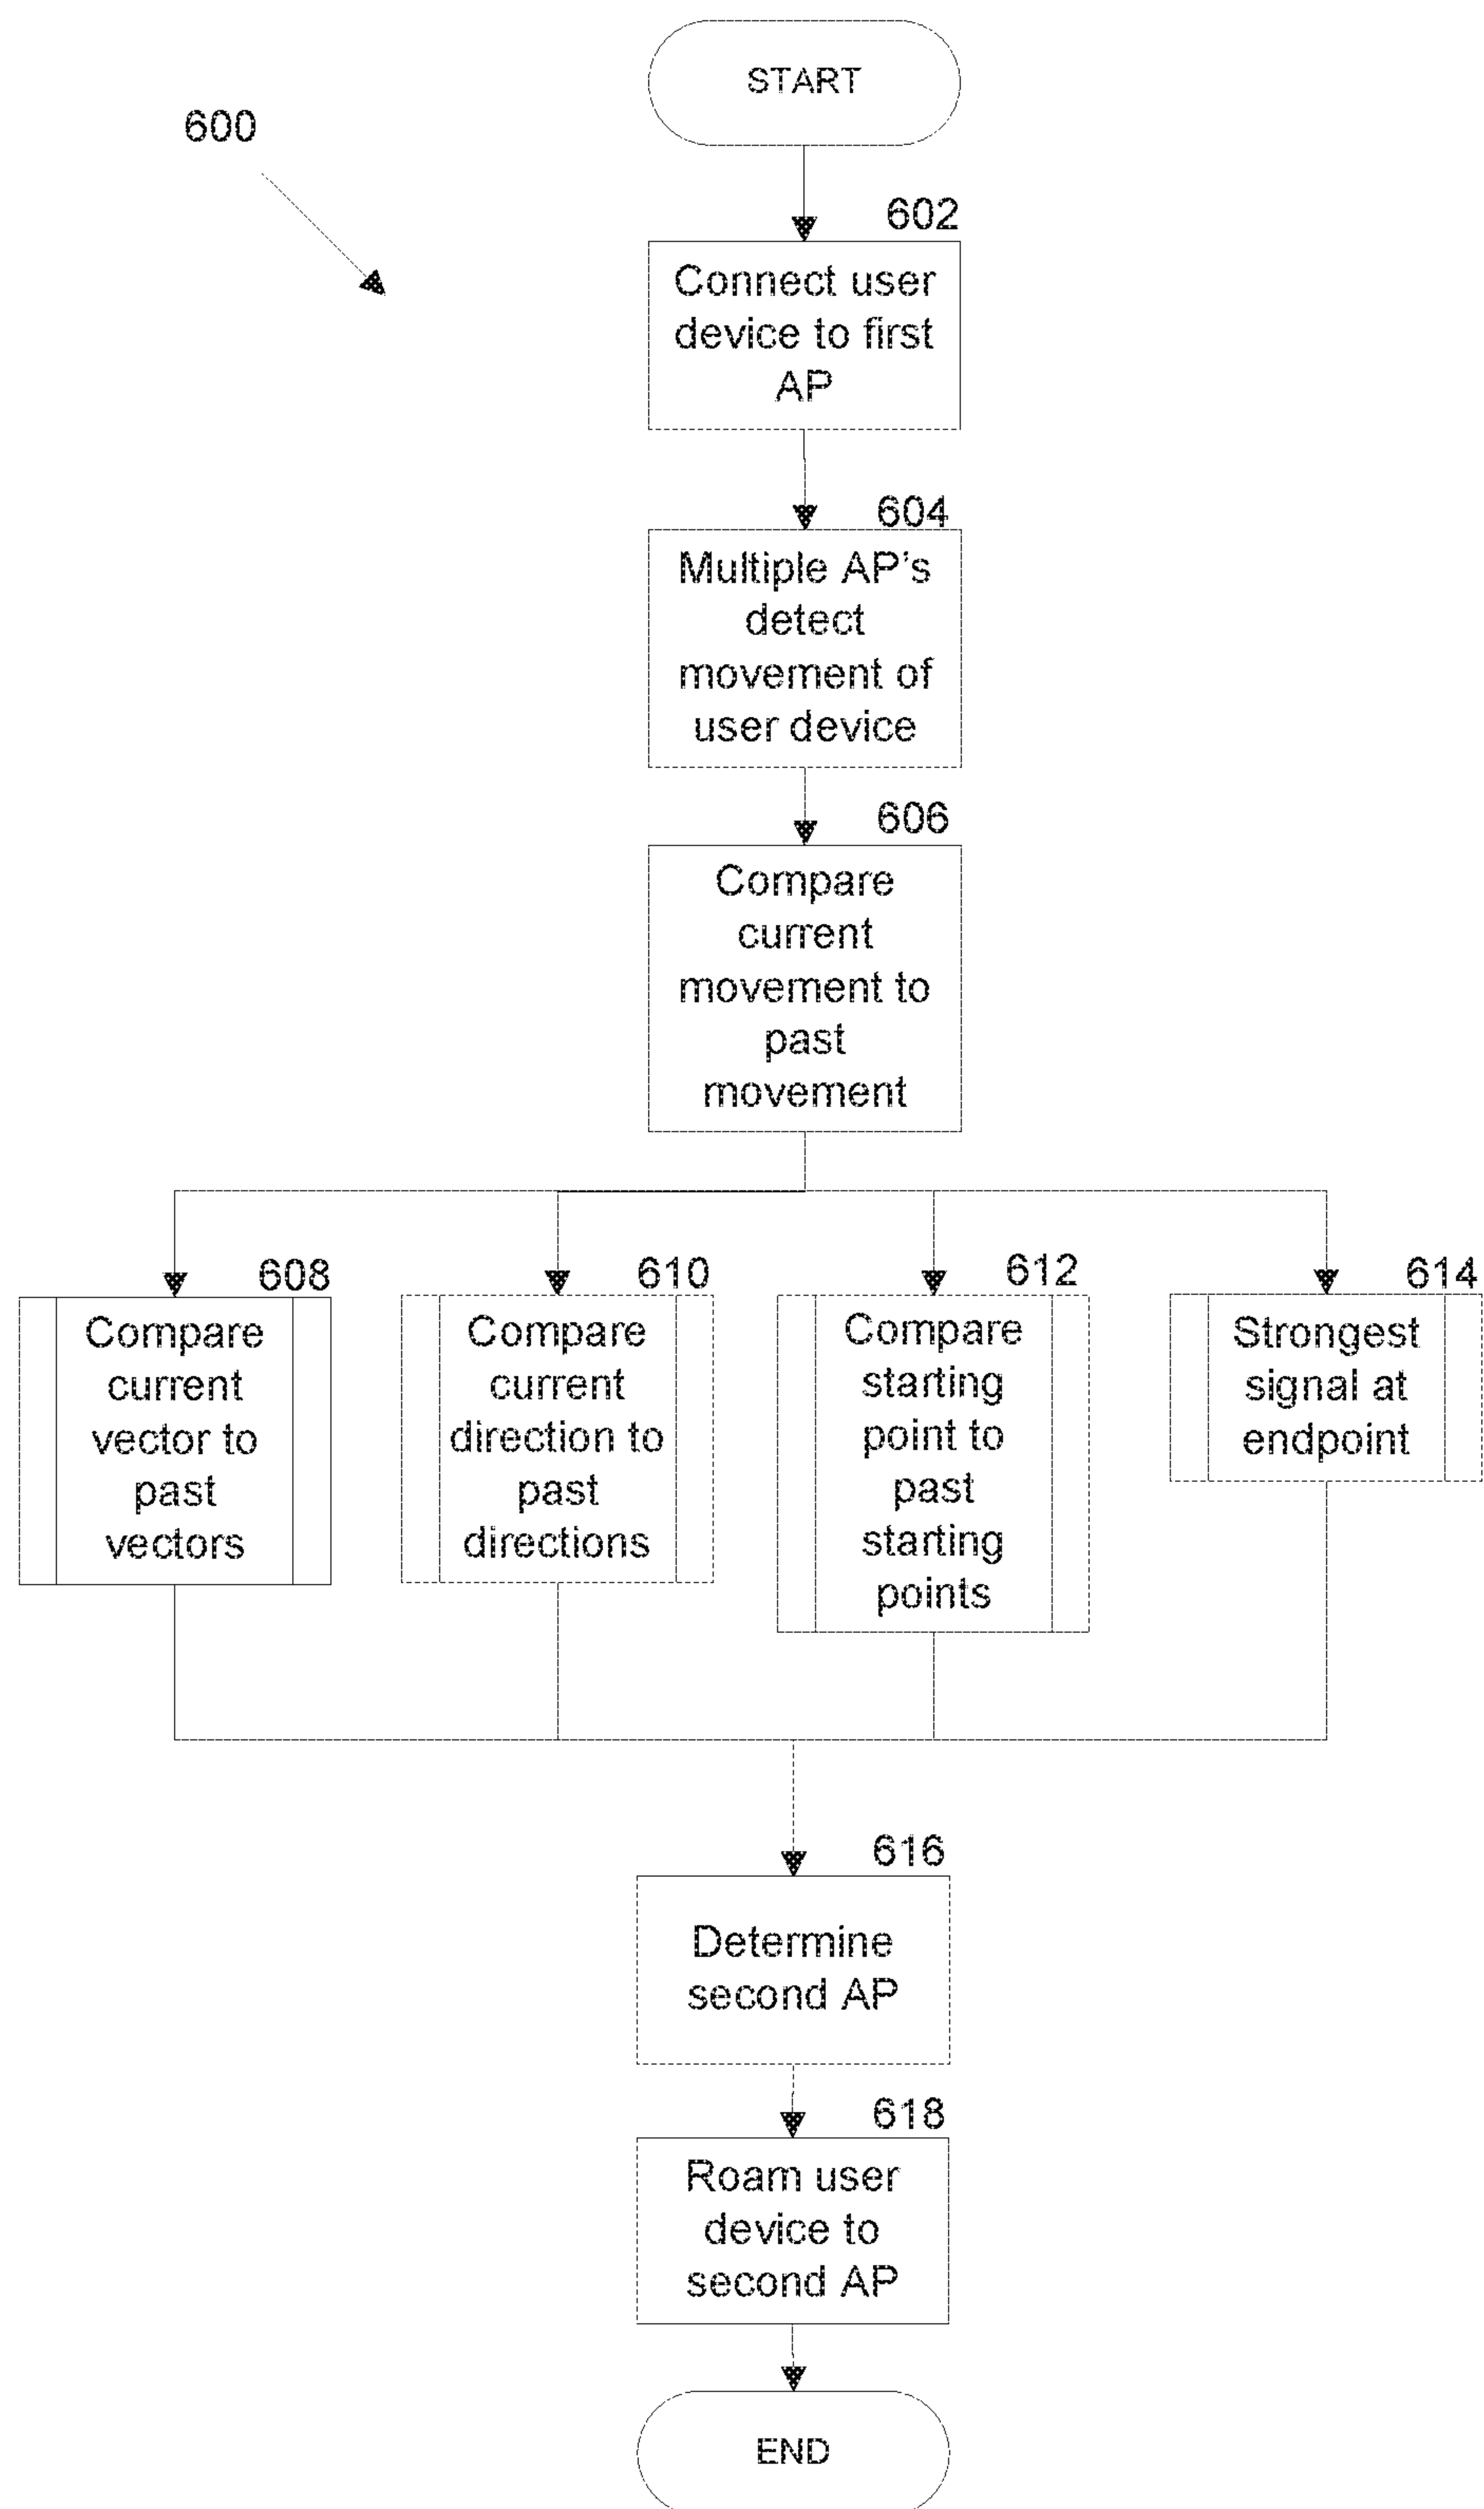 START
600
602
Connect user
device to first
AP
604
Multiple AP's
detect
movement of
user device
606
Compare
current
movement to
past
movement
608
Compare
current
vector to
past
vectors
610
Compare
current
direction to
past
directions
612
Compare
starting
point to
past
starting
points
614
Strongest
signal at
endpoint
616
Determine
second AP
618
Roam user
device to
second AP
END